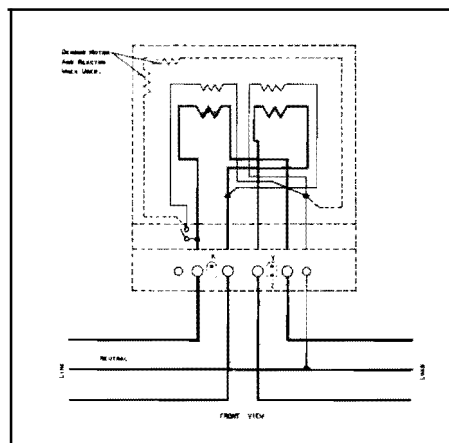 DEMAND MOTOR
AND REACTOR
WHEN USED.
K
Y
Z
LINE
NEUTRAL
LOAD
FRONT VIEW